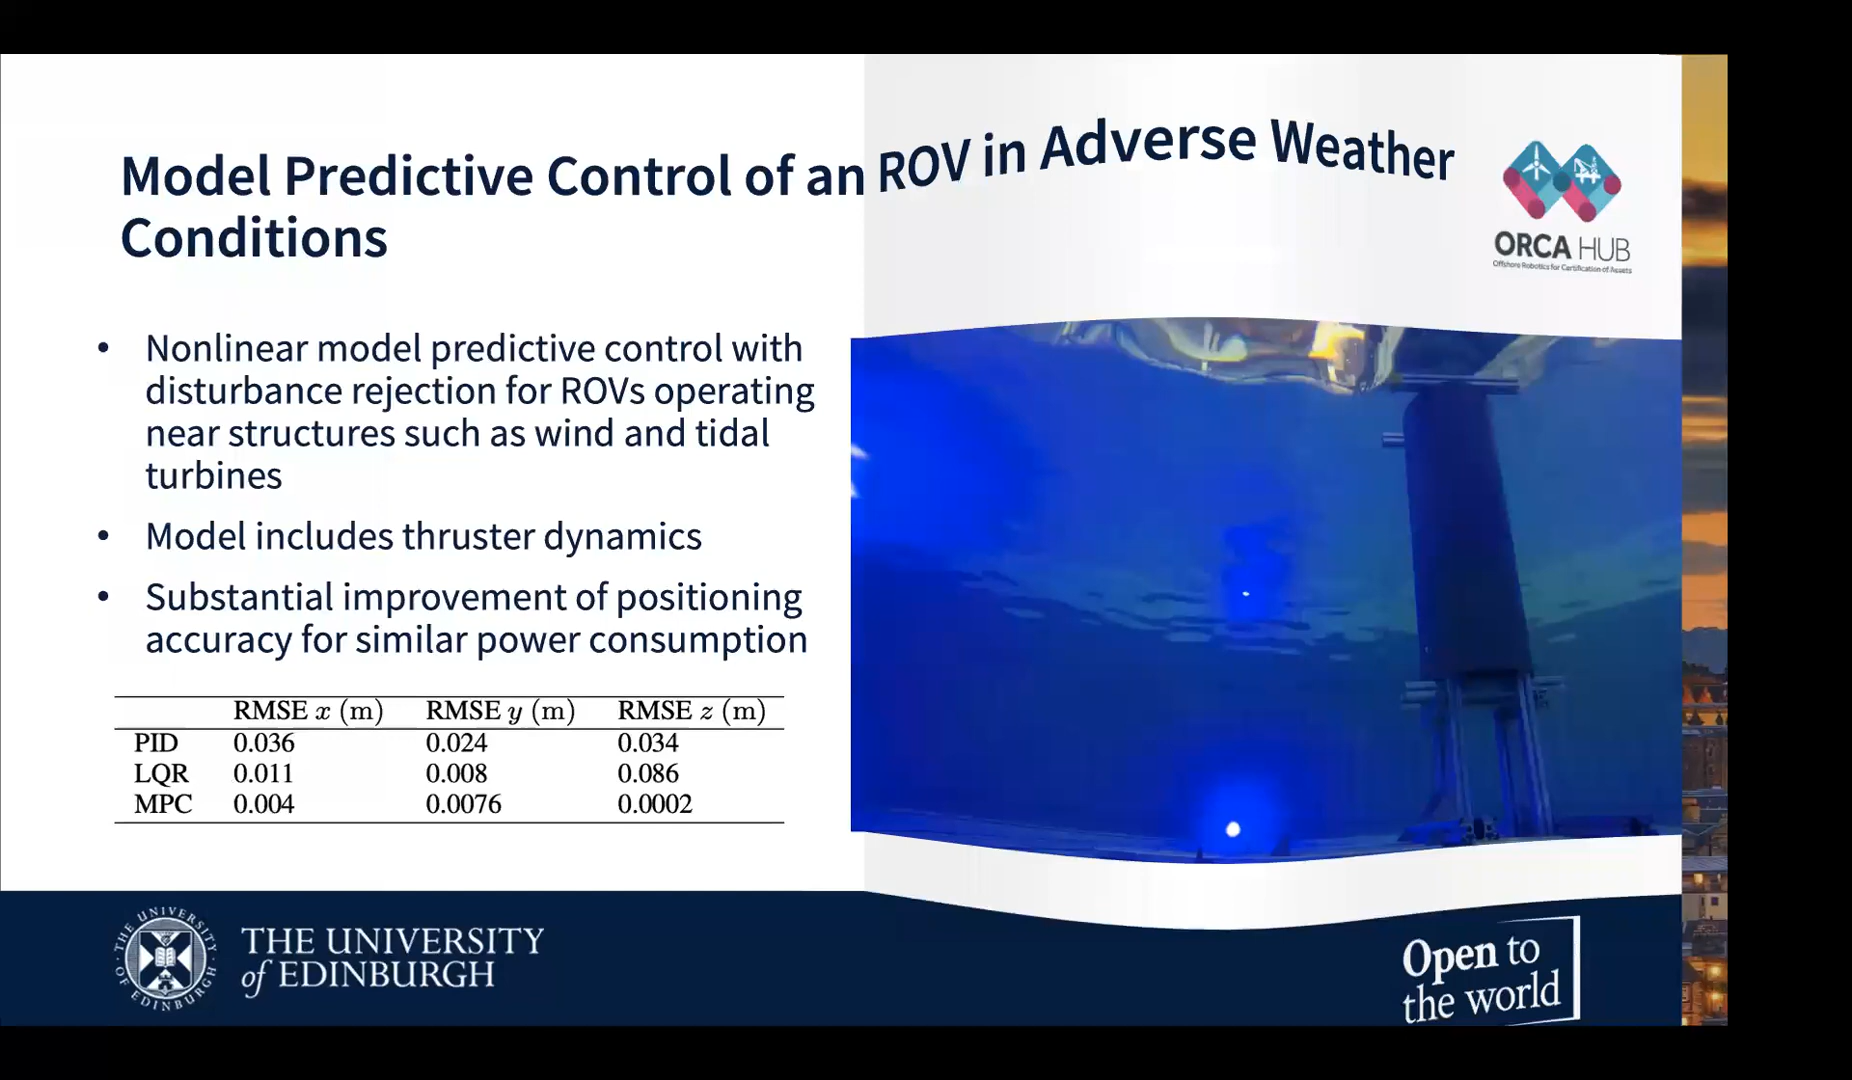 Model Predictive Control of an ROV in Adverse Weather
Conditions
ORCA HUB
Offshore Robotics for Certification of Assets
• Nonlinear model predictive control with
disturbance rejection for ROVs operating
near structures such as wind and tidal
turbines
• Model includes thruster dynamics
• Substantial improvement of positioning
accuracy for similar power consumption
RMSE x (m) RMSE y (m) RMSE z (m)
PID 0.036 0.024 0.034
LQR 0.011 0.008 0.086
MPC 0.004 0.0076 0.0002
THE UNIVERSITY OF EDINBURGH
THE UNIVERSITY
of EDINBURGH
Open to
the world